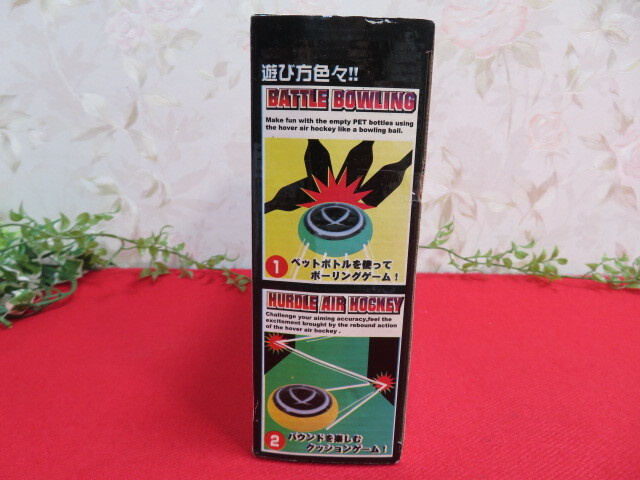 遊び方色々!!
BATTLE BOWLING
Make fun with the empty PET bottles using
the hover air hockey like a bowling ball.
1 ペットボトルを使って
ボーリングゲーム!
HURDLE AIR HOCKEY
Challenge your aiming accuracy,feel the
excitement brought by the rebound action
of the hover air hockey .
2 バウンドを楽しむ
クッションゲーム!